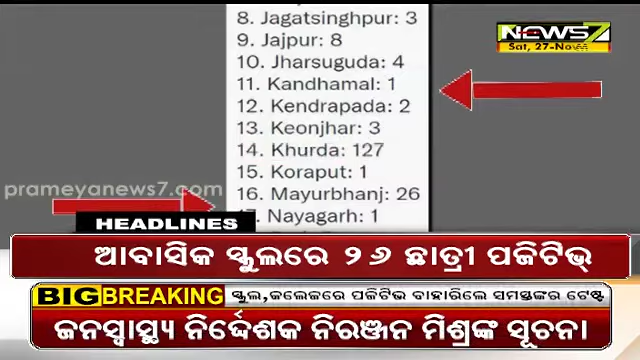 8. Jagatsinghpur: 3
9. Jajpur: 8
10. Jharsuguda: 4
11. Kandhamal: 1
12. Kendrapada: 2
13. Keonjhar: 3
14. Khurda: 127
15. Koraput: 1
16. Mayurbhanj: 26
17. Nayagarh: 1
NEWS7
Sat, 27-Nov
prameyanews7.com
HEADLINES
ଆବାସିକ ସ୍କୁଲରେ ୨୬ ଛାତ୍ରୀ ପଜିଟିଭ୍
BIG BREAKING
ସ୍କୁଲ,କଲେଜରେ ପଜିଟିଭ ବାହାରିଲେ ସମସ୍ତଙ୍କର ଟେଷ୍ଟ
ଜନସ୍ୱାସ୍ଥ୍ୟ ନିର୍ଦ୍ଦେଶକ ନିରଞ୍ଜନ ମିଶ୍ରଙ୍କ ସୂଚନା